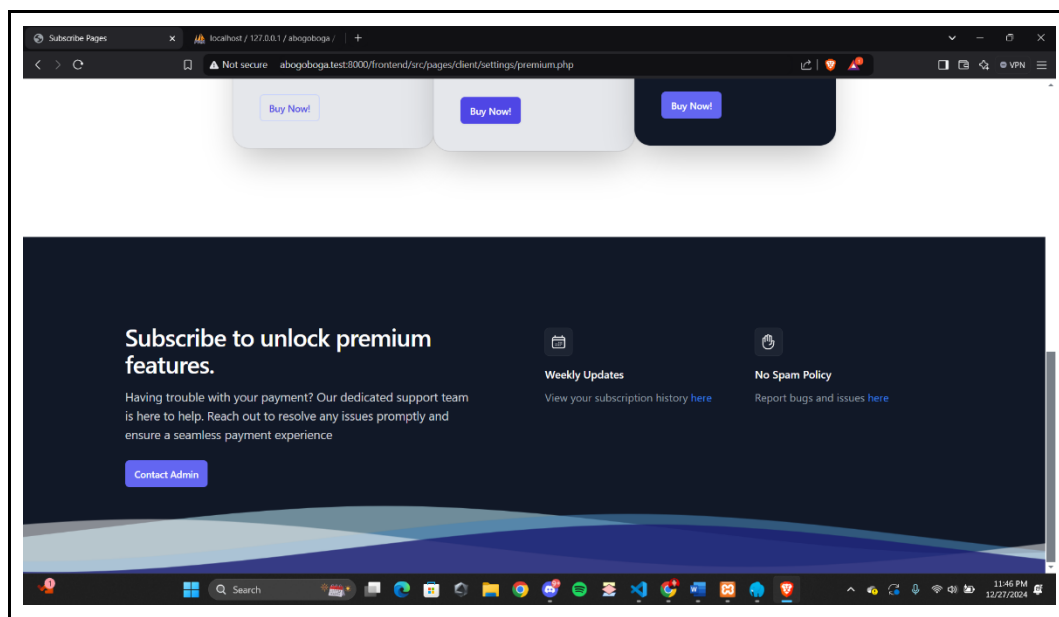 Subscribe Pages
localhost / 127.0.0.1 / abogoboga /
Not secure abogoboga.test:8000/frontend/src/pages/client/settings/premium.php
VPN
Buy Now!
Buy Now!
Buy Now!
Subscribe to unlock premium
features.
Having trouble with your payment? Our dedicated support team
is here to help. Reach out to resolve any issues promptly and
ensure a seamless payment experience
Contact Admin
Weekly Updates
View your subscription history here
No Spam Policy
Report bugs and issues here
Search
11:46 PM
12/27/2024